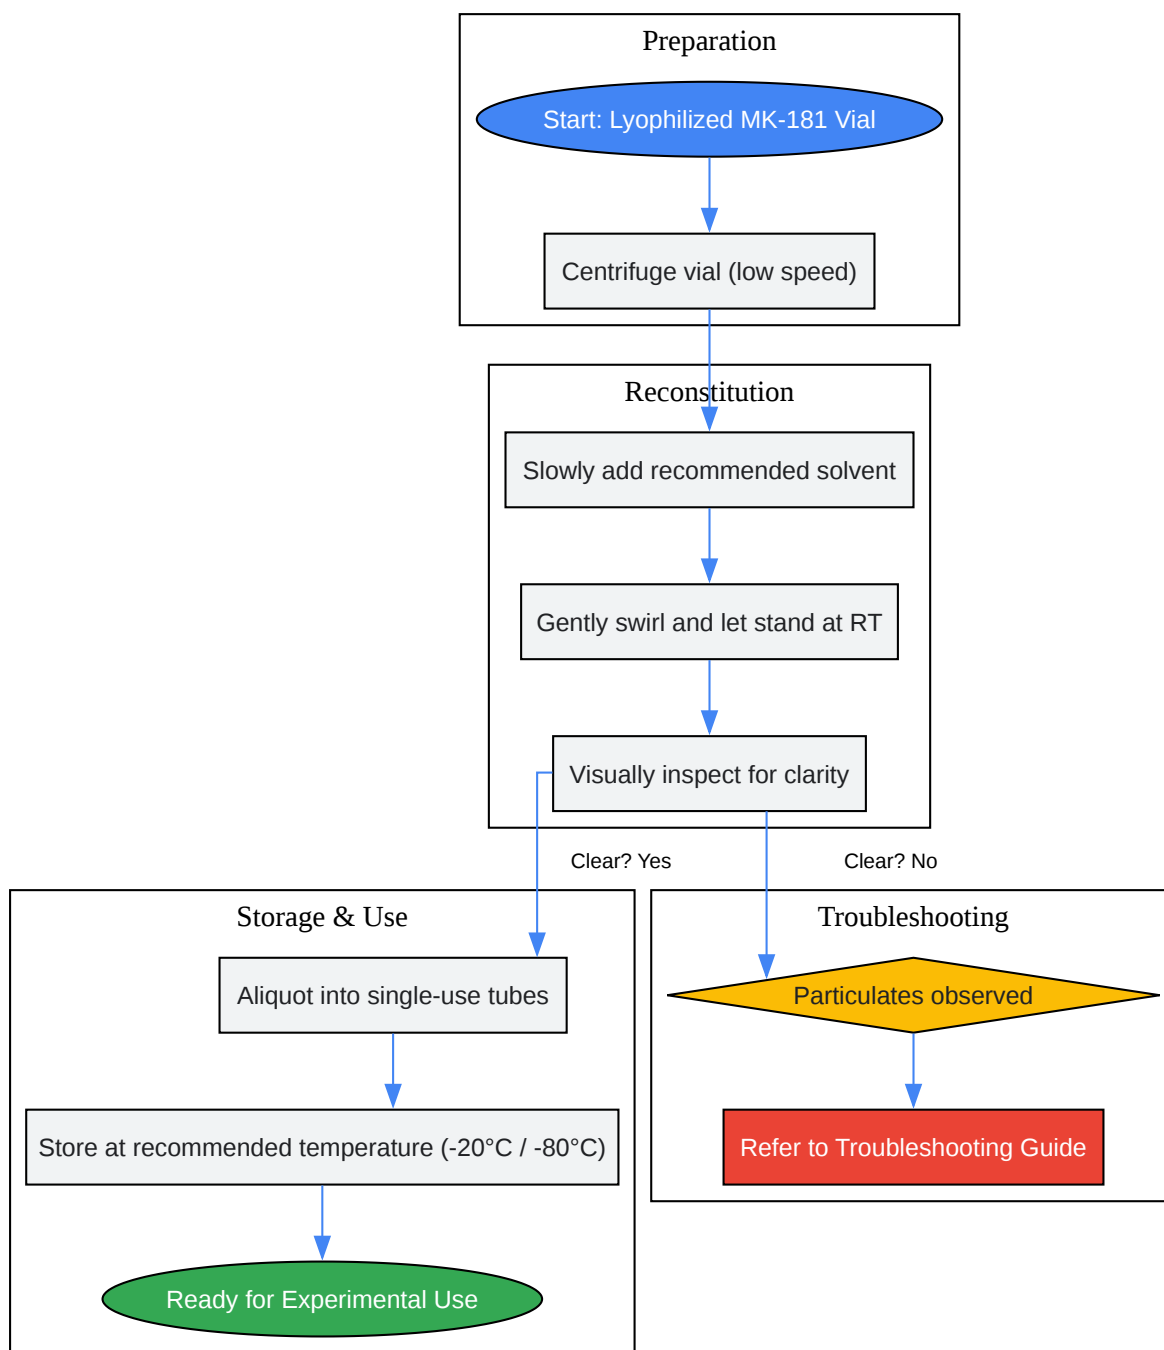 Preparation
Start: Lyophilized MK-181 Vial
Centrifuge vial (low speed)
Reconstitution
Slowly add recommended solvent
Gently swirl and let stand at RT
Visually inspect for clarity
Clear? Yes
Clear? No
Storage & Use
Aliquot into single-use tubes
Store at recommended temperature (-20°C / -80°C)
Ready for Experimental Use
Troubleshooting
Particulates observed
Refer to Troubleshooting Guide